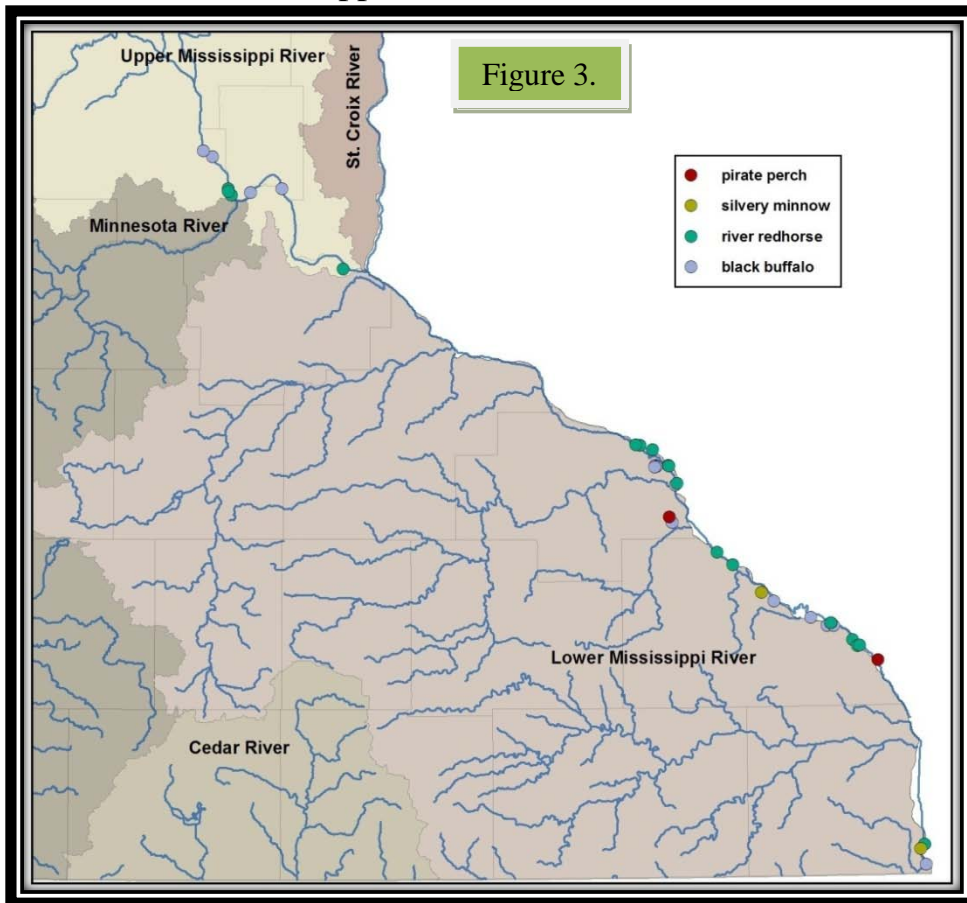 Upper Mississippi River
St. Croix River
Figure 3.
pirate perch
silvery minnow
river redhorse
black buffalo
Minnesota River
Lower Mississippi River
Cedar River